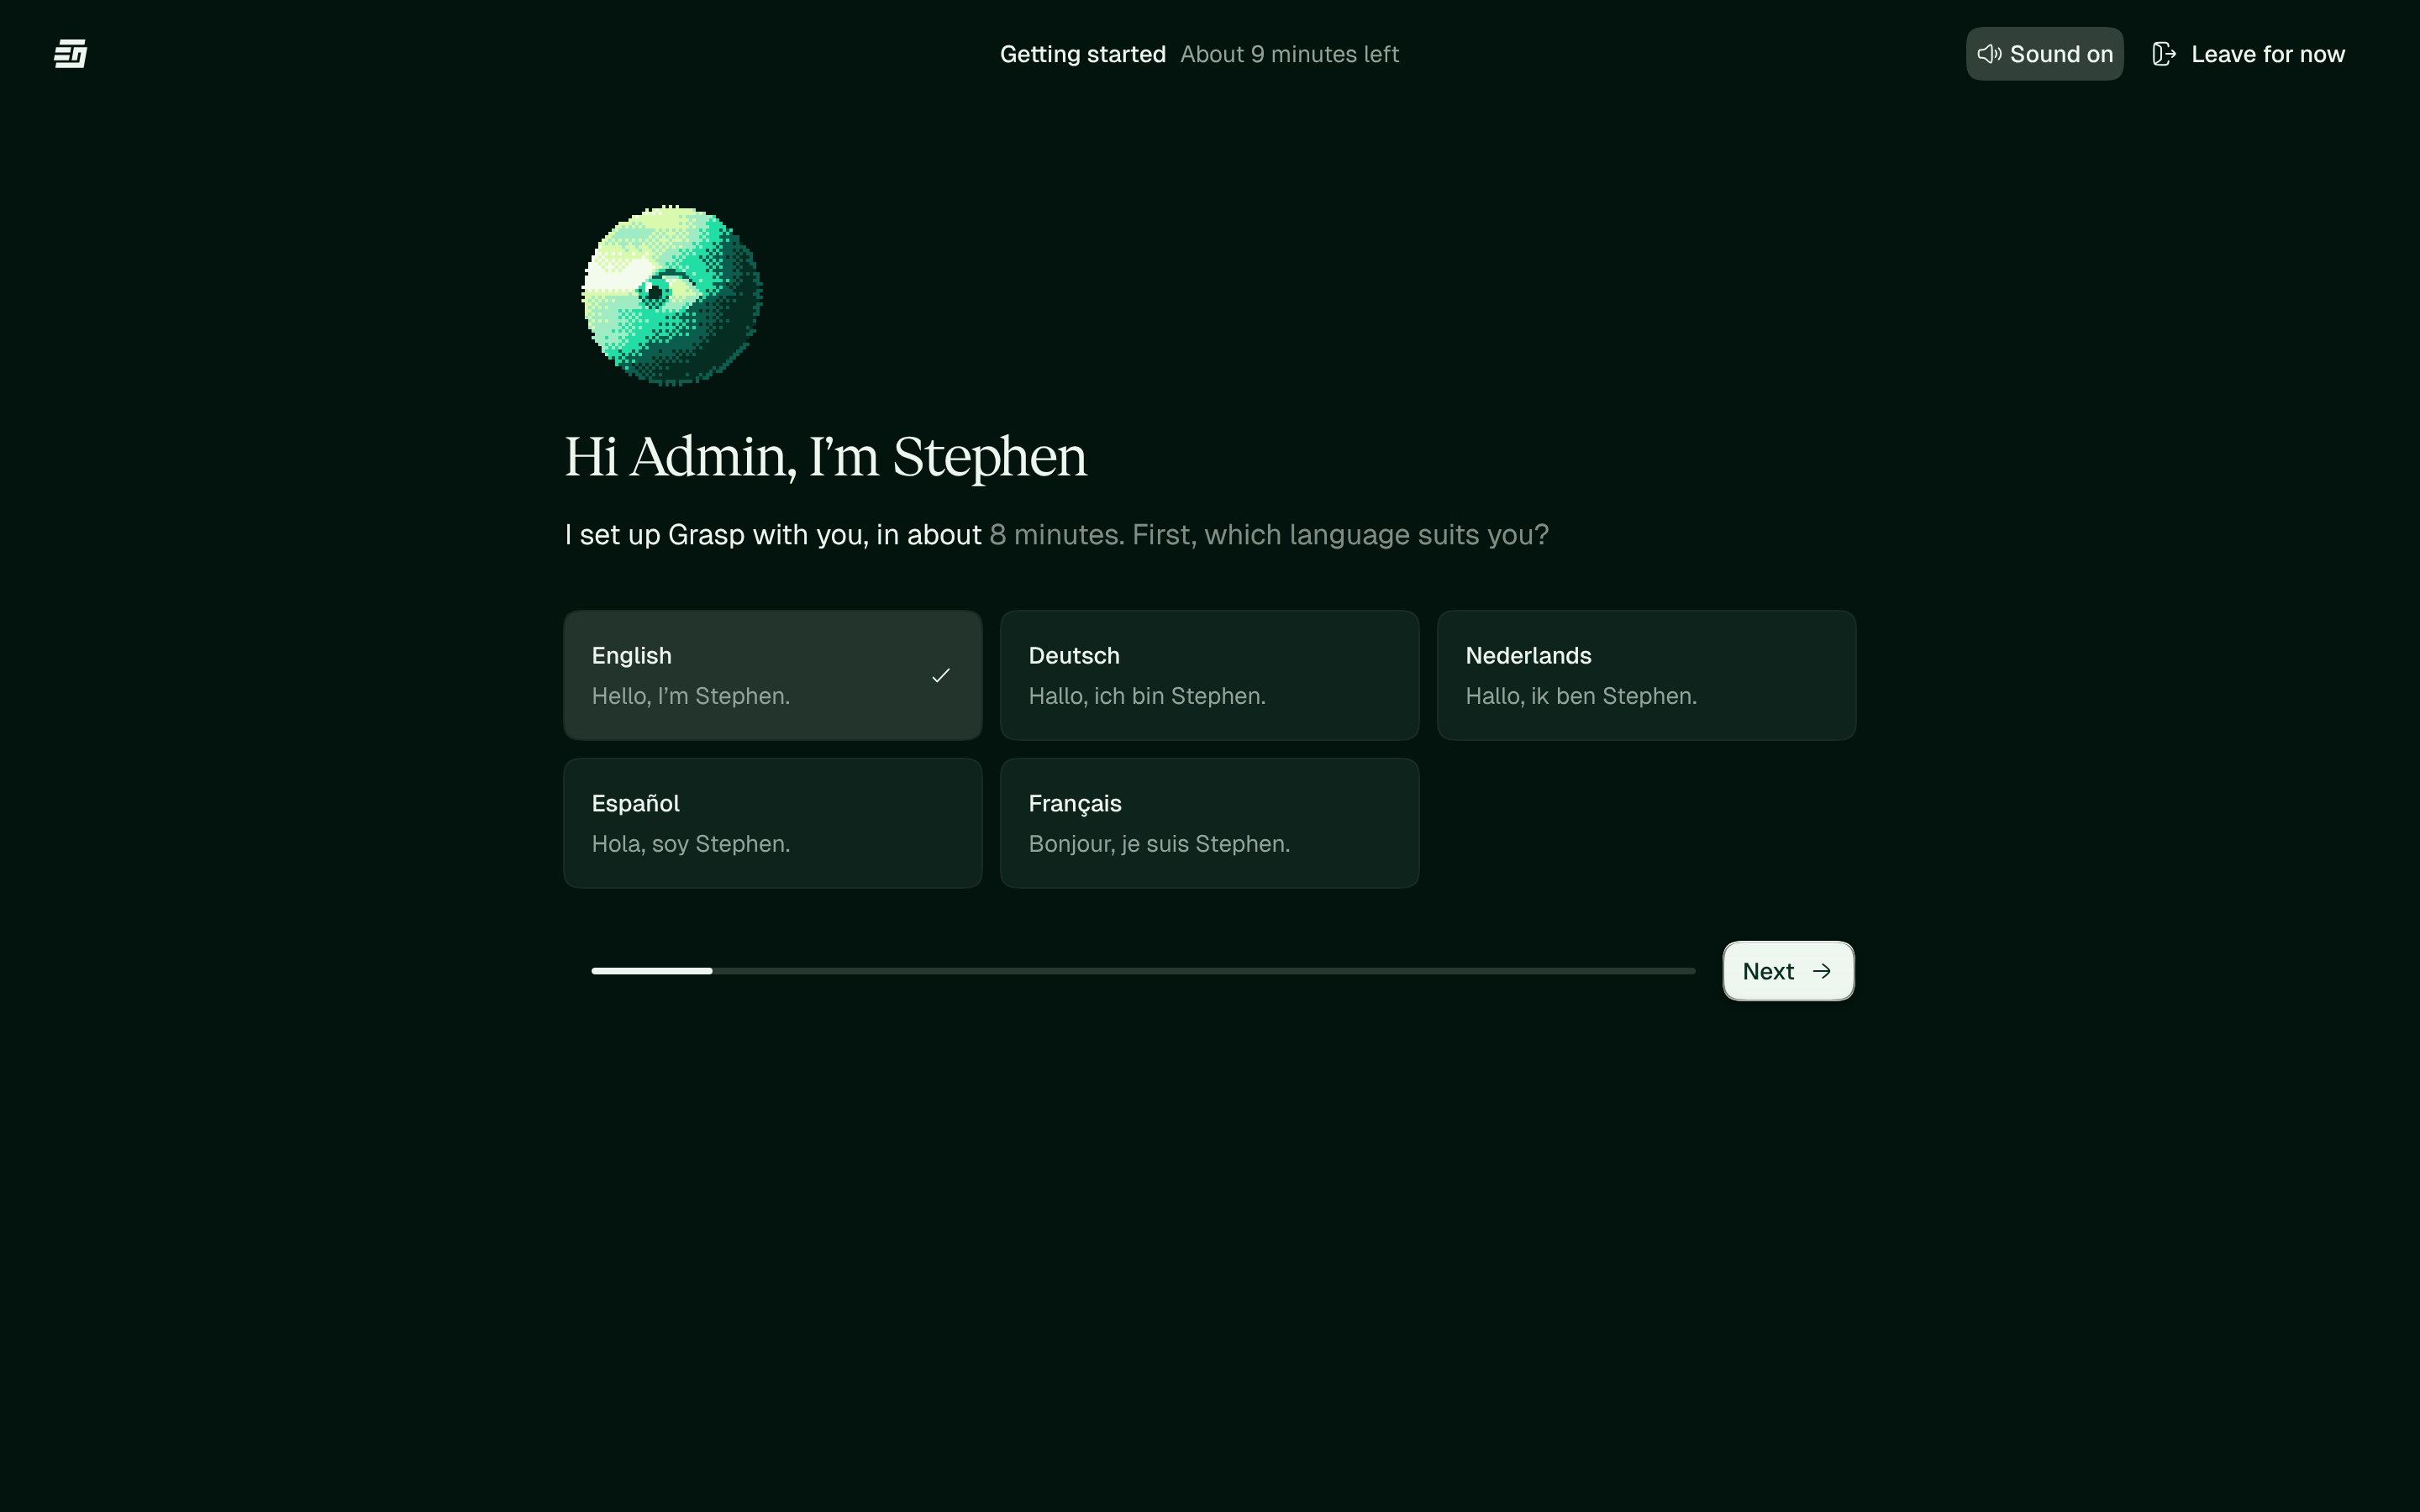 Getting started About 9 minutes left
Sound on
Leave for now
Hi Admin, I’m Stephen
I set up Grasp with you, in about 8 minutes. First, which language suits you?
English
Hello, I’m Stephen.
Deutsch
Hallo, ich bin Stephen.
Nederlands
Hallo, ik ben Stephen.
Español
Hola, soy Stephen.
Français
Bonjour, je suis Stephen.
Next